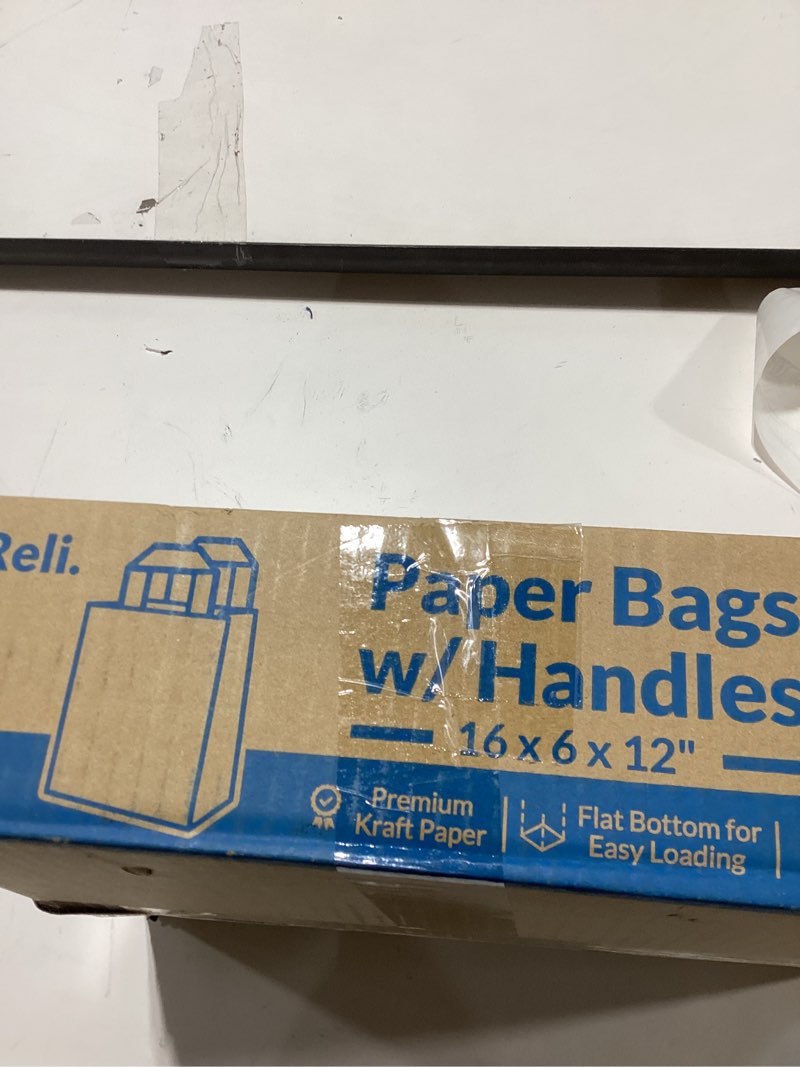 Reli.
Paper Bags
w/ Handles
16 x 6 x 12"
Premium
Kraft Paper
Flat Bottom for
Easy Loading